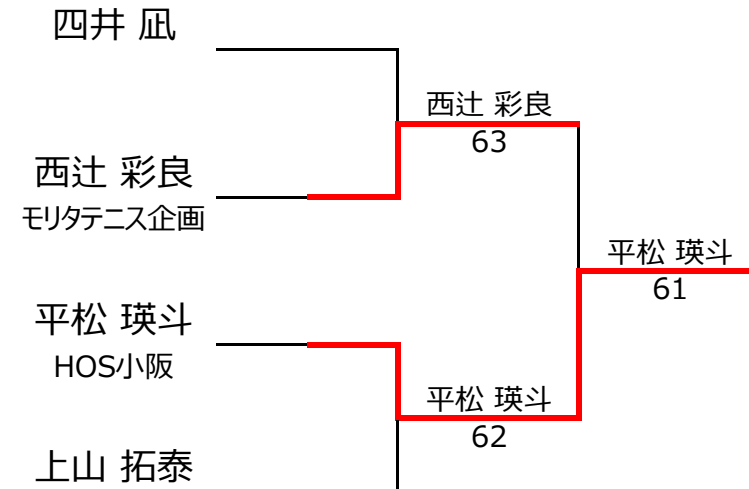 四井 凪
西辻 彩良
63
西辻 彩良
モリタテニス企画
平松 瑛斗
61
平松 瑛斗
HOS小阪
平松 瑛斗
62
上山 拓泰